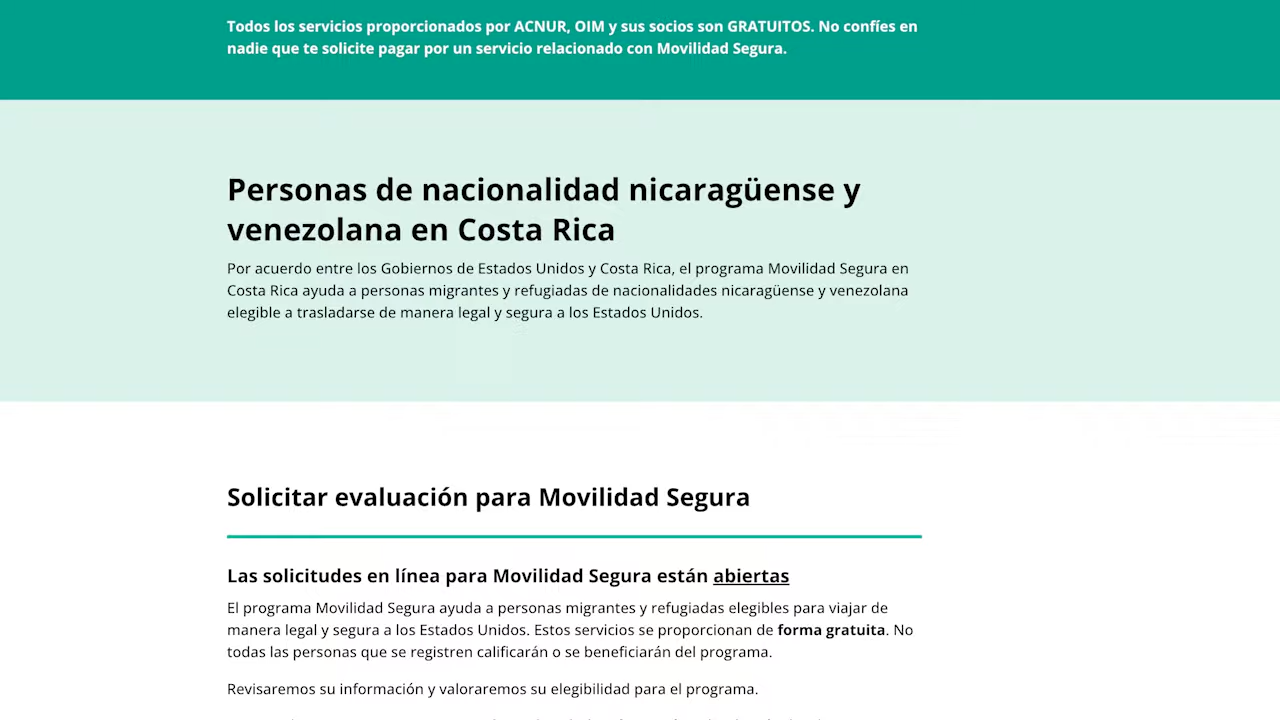 Todos los servicios proporcionados por ACNUR, OIM y sus socios son GRATUITOS. No confíes en
nadie que te solicite pagar por un servicio relacionado con Movilidad Segura.
Personas de nacionalidad nicaragüense y
venezolana en Costa Rica
Por acuerdo entre los Gobiernos de Estados Unidos y Costa Rica, el programa Movilidad Segura en
Costa Rica ayuda a personas migrantes y refugiadas de nacionalidades nicaragüense y venezolana
elegible a trasladarse de manera legal y segura a los Estados Unidos.
Solicitar evaluación para Movilidad Segura
Las solicitudes en línea para Movilidad Segura están abiertas
El programa Movilidad Segura ayuda a personas migrantes y refugiadas elegibles para viajar de
manera legal y segura a los Estados Unidos. Estos servicios se proporcionan de forma gratuita. No
todas las personas que se registren calificarán o se beneficiarán del programa.
Revisaremos su información y valoraremos su elegibilidad para el programa.